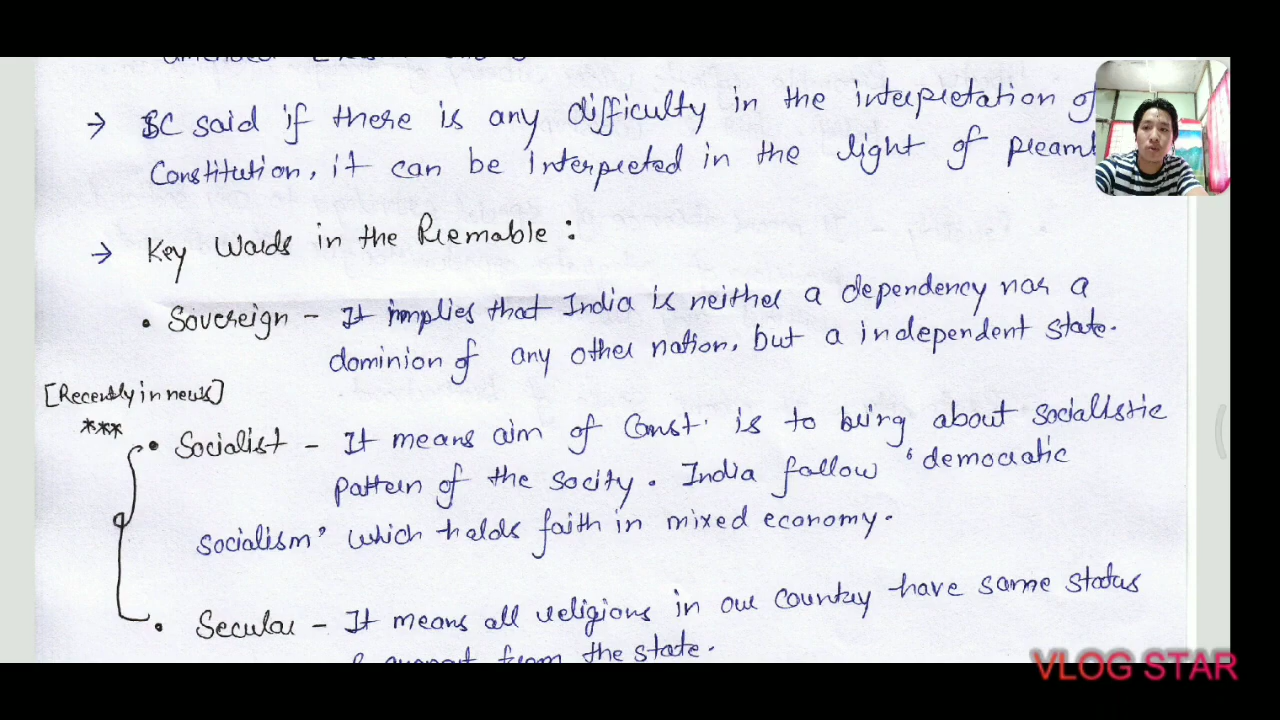 → SC said if there is any difficulty in the interpretation of
Constitution, it can be interpreted in the light of preamb
→ Key Words in the Premable :
• Sovereign – It implies that India is neither a dependency nor a
dominion of any other nation, but a independent state.
[Recently in news]
***
• Socialist – It means aim of Const. is to bring about socialistic
pattern of the socity. India follow 'democratic
socialism' which holds faith in mixed economy.
• Secular – It means all religions in our country have same status
from the state.
VLOG STAR